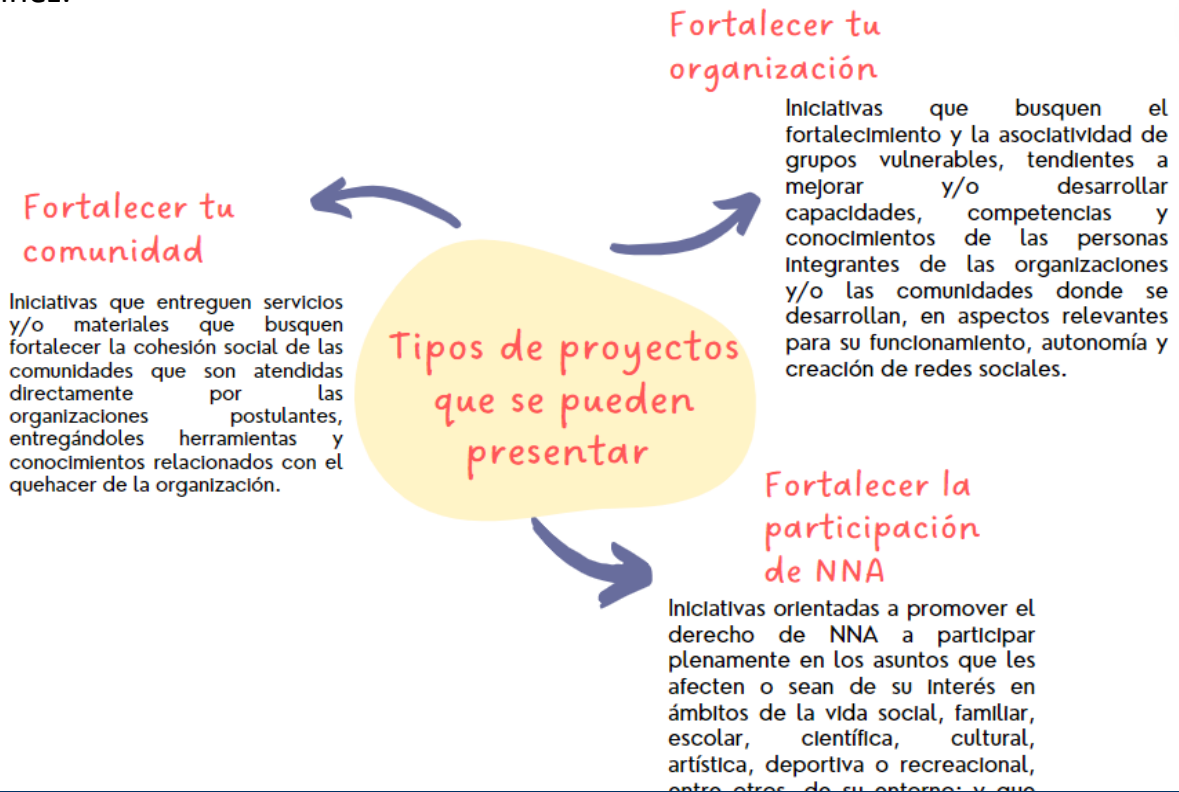 Fortalecer tu
organización
Iniciativas que busquen el
fortalecimiento y la asociatividad de
grupos vulnerables, tendientes a
mejorar y/o desarrollar
capacidades, competencias y
conocimientos de las personas
integrantes de las organizaciones
y/o las comunidades donde se
desarrollan, en aspectos relevantes
para su funcionamiento, autonomía y
creación de redes sociales.
Fortalecer tu
comunidad
Iniciativas que entreguen servicios
y/o materiales que busquen
fortalecer la cohesión social de las
comunidades que son atendidas
directamente por las
organizaciones postulantes,
entregándoles herramientas y
conocimientos relacionados con el
quehacer de la organización.
Tipos de proyectos
que se pueden
presentar
Fortalecer la
participación
de NNA
Iniciativas orientadas a promover el
derecho de NNA a participar
plenamente en los asuntos que les
afecten o sean de su interés en
ámbitos de la vida social, familiar,
escolar, científica, cultural,
artística, deportiva o recreacional,
entre otros, de su entorno; y que